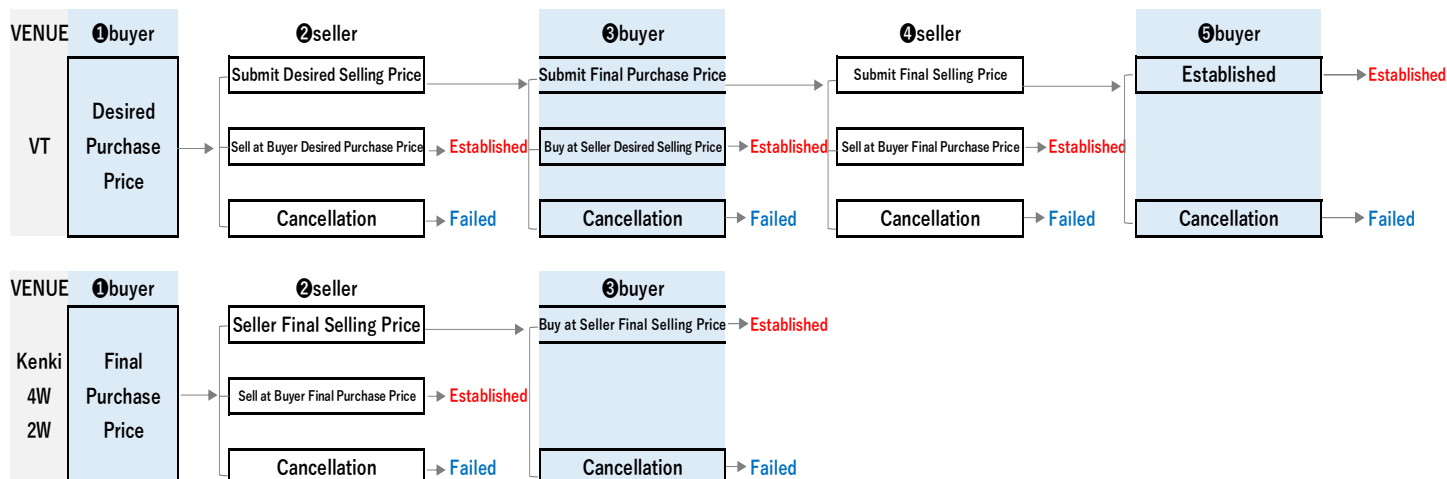 VENUE ❶buyer ❷seller ❸buyer ❹seller ❺buyer
Submit Desired Selling Price Submit Final Purchase Price Submit Final Selling Price Established Established
Desired
VT Purchase Sell at Buyer Desired Purchase Price Established Buy at Seller Desired Selling Price Established Sell at Buyer Final Purchase Price Established
Price
Cancellation Failed Cancellation Failed Cancellation Failed Cancellation Failed
VENUE ❶buyer ❷seller ❸buyer
Seller Final Selling Price Buy at Seller Final Selling Price Established
Kenki Final
4W Purchase Sell at Buyer Final Purchase Price Established
2W Price
Cancellation Failed Cancellation Failed